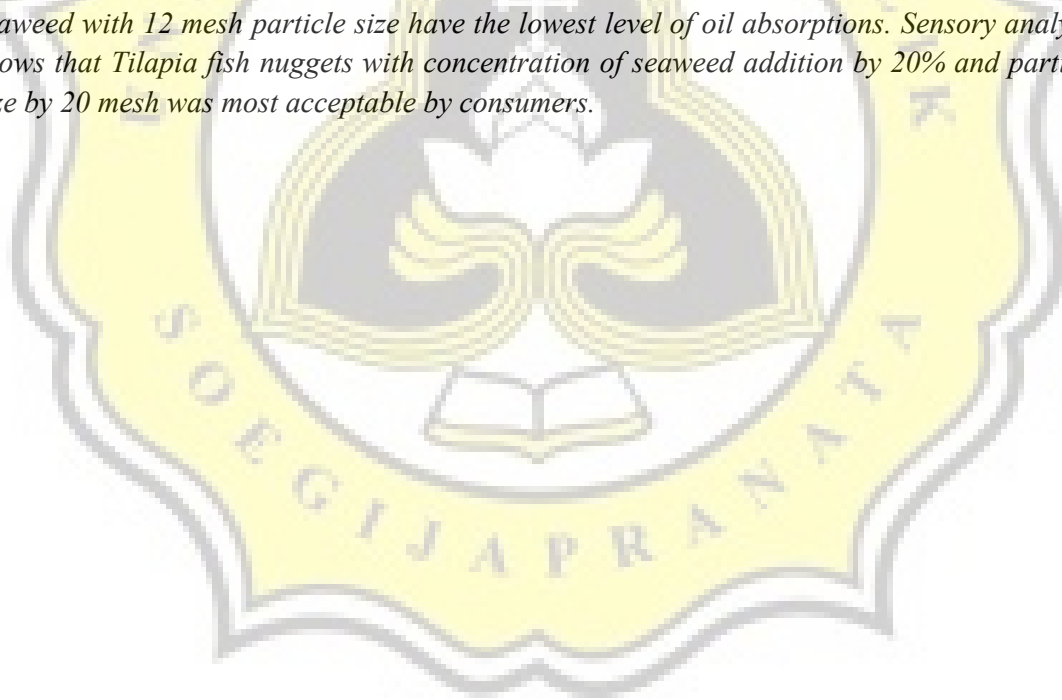 aweed with 12 mesh particle size have the lowest level of oil absorptions. Sensory analy
ows that Tilapia fish nuggets with concentration of seaweed addition by 20% and parti
ze by 20 mesh was most acceptable by consumers.
K
SOEGIJAPRANATA